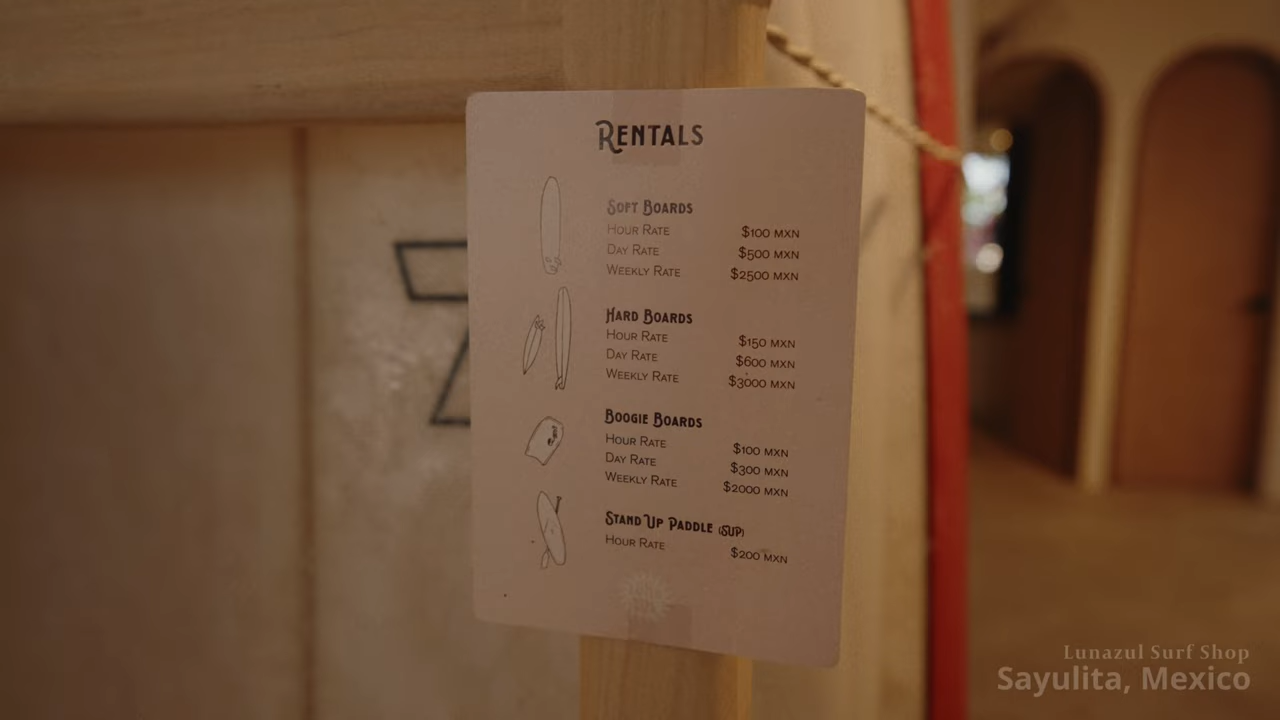 Rentals
Soft Boards
Hour Rate $100 MXN
Day Rate $500 MXN
Weekly Rate $2500 MXN
Hard Boards
Hour Rate $150 MXN
Day Rate $600 MXN
Weekly Rate $3000 MXN
Boogie Boards
Hour Rate $100 MXN
Day Rate $300 MXN
Weekly Rate $2000 MXN
Stand Up Paddle (SUP)
Hour Rate $200 MXN
Lunazul Surf Shop
Sayulita, Mexico